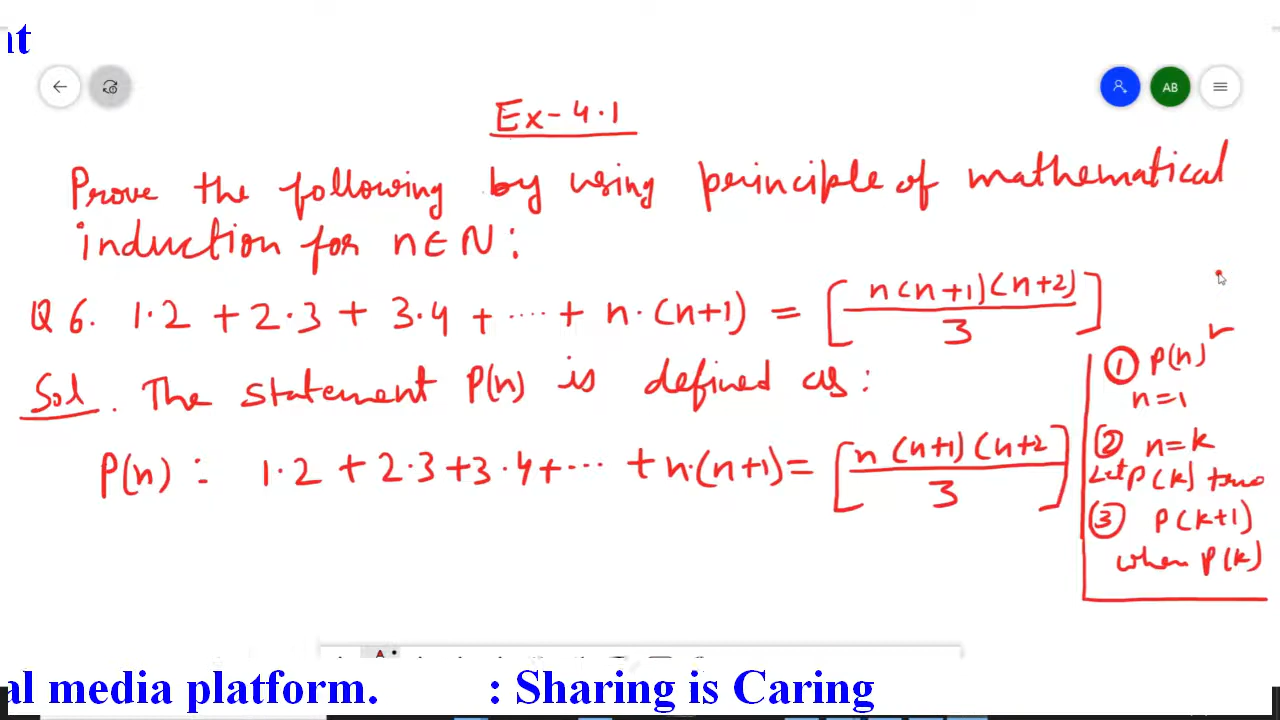 nt
AB
Ex-4.1
Prove the following by using principle of mathematical
induction for n∈N:
Q6. 1·2 + 2·3 + 3·4 + ···· + n·(n+1) = [n(n+1)(n+2)/3]
Sol. The statement P(n) is defined as:
P(n): 1·2 + 2·3 + 3·4 + ··· + n·(n+1) = [n(n+1)(n+2/3]
① P(n) ✓
n=1
② n=k
Let P(k) true
③ P(k+1)
when P(k)
al media platform. : Sharing is Caring